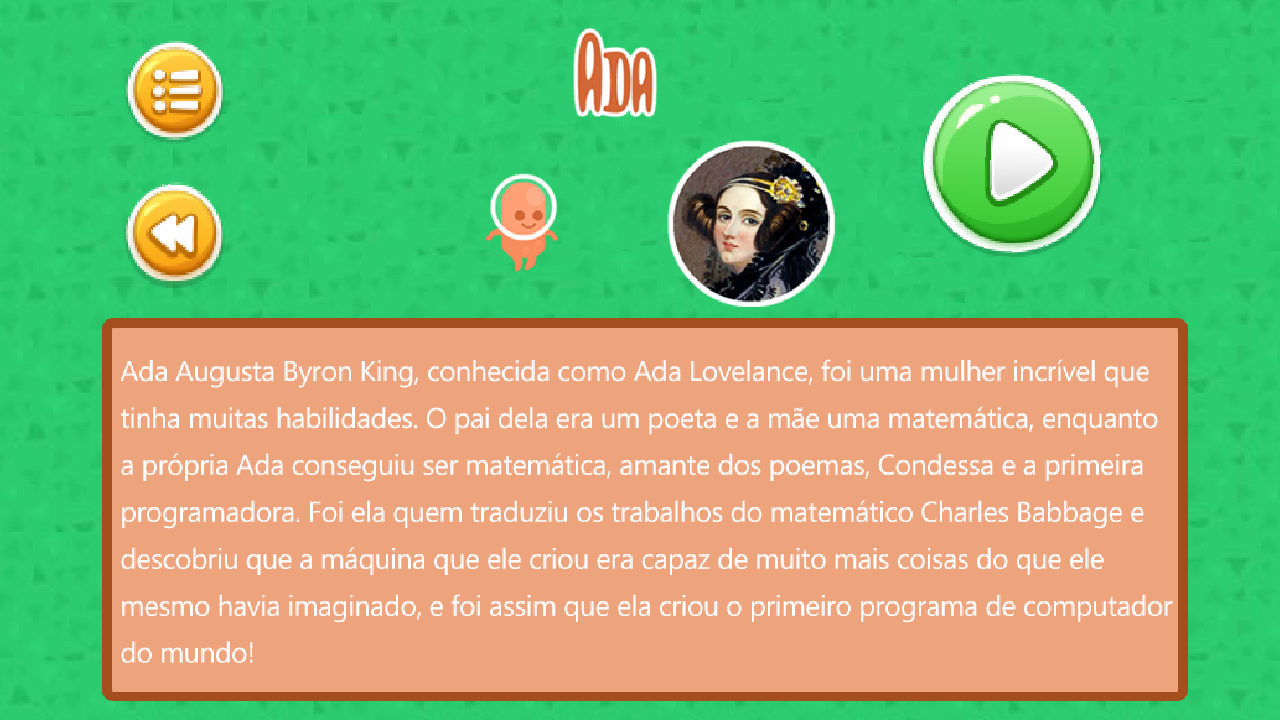 ADA
Ada Augusta Byron King, conhecida como Ada Lovelance, foi uma mulher incrível que
tinha muitas habilidades. O pai dela era um poeta e a mãe uma matemática, enquanto
a própria Ada conseguiu ser matemática, amante dos poemas, Condessa e a primeira
programadora. Foi ela quem traduziu os trabalhos do matemático Charles Babbage e
descobriu que a máquina que ele criou era capaz de muito mais coisas do que ele
mesmo havia imaginado, e foi assim que ela criou o primeiro programa de computador
do mundo!